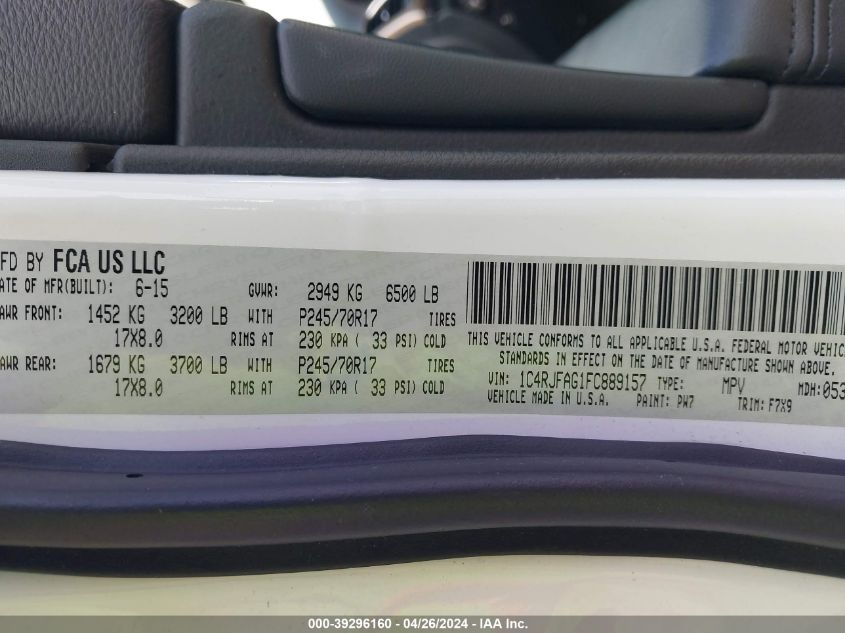 FD BY FCA US LLC
ATE OF MFR(BUILT): 6-15 GVWR: 2949 KG 6500 LB
AWR FRONT: 1452 KG 3200 LB WITH P245/70R17 TIRES
17X8.0 RIMS AT 230 KPA ( 33 PSI) COLD
AWR REAR: 1679 KG 3700 LB WITH P245/70R17 TIRES
17X8.0 RIMS AT 230 KPA ( 33 PSI) COLD
THIS VEHICLE CONFORMS TO ALL APPLICABLE U.S.A. FEDERAL MOTOR VEHIC
STANDARDS IN EFFECT ON THE DATE OF MANUFACTURE SHOWN ABOVE.
VIN: 1C4RJFAG1FC889157 TYPE: MPV MDH:053
VEHICLE MADE IN U.S.A. PAINT: PW7 TRIM: F7X9
000-39296160 - 04/26/2024 - IAA Inc.